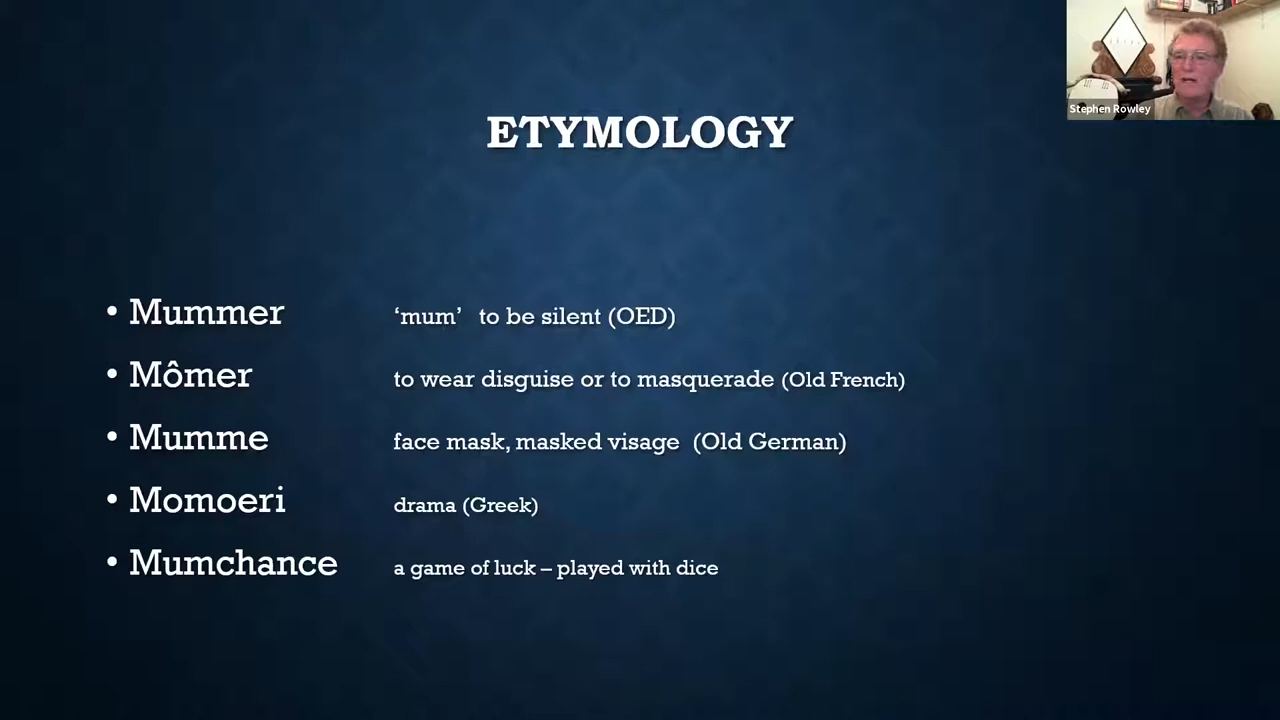 Stephen Rowley
ETYMOLOGY
• Mummer ‘mum’ to be silent (OED)
• Mômer to wear disguise or to masquerade (Old French)
• Mumme face mask, masked visage (Old German)
• Momoeri drama (Greek)
• Mumchance a game of luck – played with dice